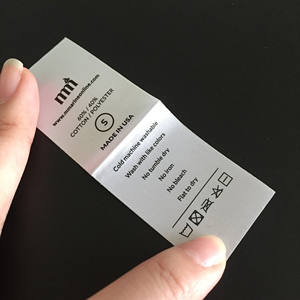 www.nmarineonline.com
60% / 40%
COTTON / POLYESTER
S
MADE IN USA
Cold machine washable
Wash with like colors
No tumble dry
No iron
No bleach
Flat to dry